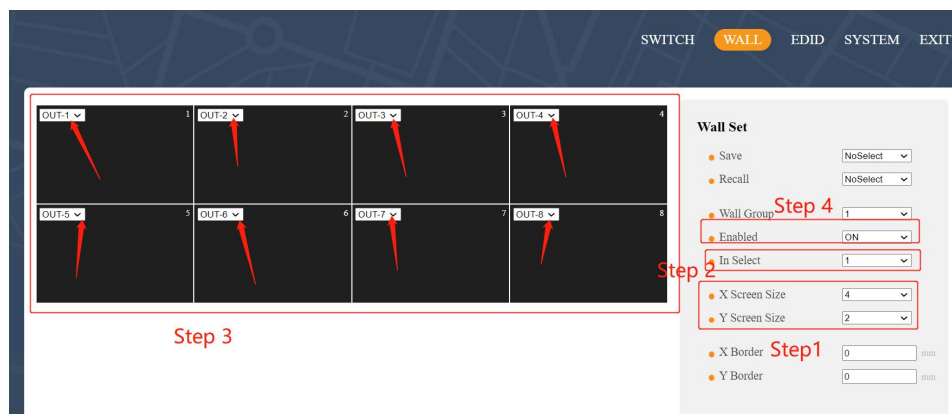 SWITCH WALL EDID SYSTEM EXIT
OUT-1 1 OUT-2 2 OUT-3 3 OUT-4 4
Wall Set
Save NoSelect
Recall NoSelect
OUT-5 5 OUT-6 6 OUT-7 7 OUT-8 8
Wall Group 1
Step 4
Enabled ON
In Select 1
Step 2
X Screen Size 4
Y Screen Size 2
Step 3
Step1
X Border 0 mm
Y Border 0 mm